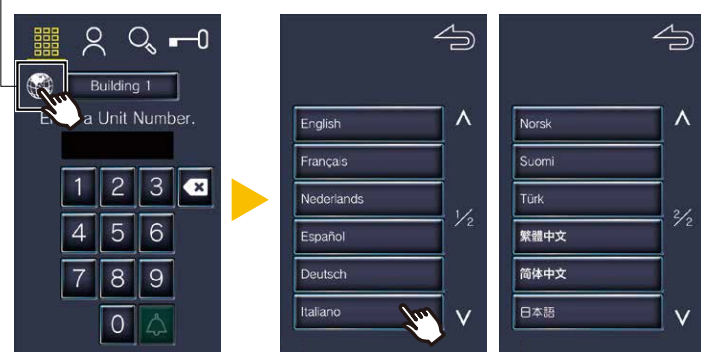 Building 1
a Unit Number.
1 2 3
4 5 6
7 8 9
0
English
Français
Nederlands
Español
Deutsch
Italiano
1/2
Norsk
Suomi
Türk
繁體中文
简体中文
日本語
2/2